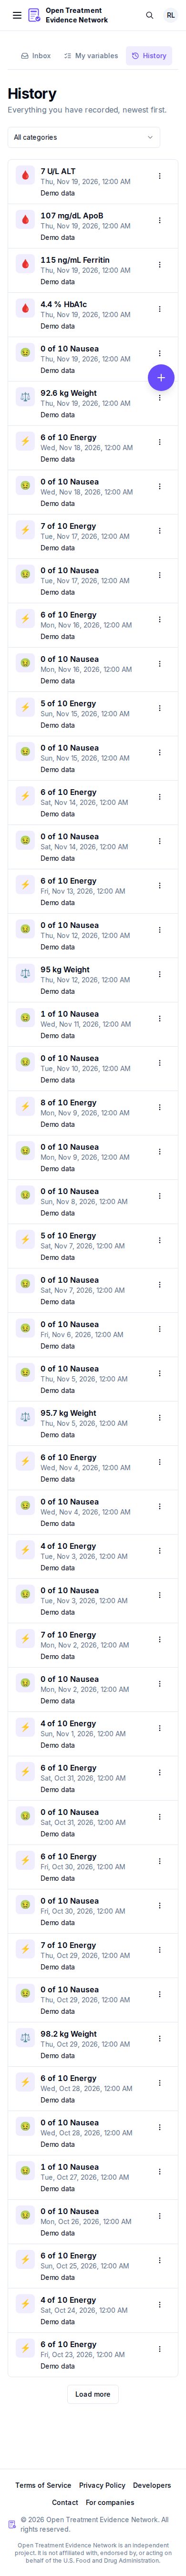 Open Treatment
Evidence Network
RL
Inbox
My variables
History
History
Everything you have recorded, newest first.
All categories
7 U/L ALT
Thu, Nov 19, 2026, 12:00 AM
Demo data
107 mg/dL ApoB
Thu, Nov 19, 2026, 12:00 AM
Demo data
115 ng/mL Ferritin
Thu, Nov 19, 2026, 12:00 AM
Demo data
4.4 % HbA1c
Thu, Nov 19, 2026, 12:00 AM
Demo data
0 of 10 Nausea
Thu, Nov 19, 2026, 12:00 AM
Demo data
92.6 kg Weight
Thu, Nov 19, 2026, 12:00 AM
Demo data
6 of 10 Energy
Wed, Nov 18, 2026, 12:00 AM
Demo data
0 of 10 Nausea
Wed, Nov 18, 2026, 12:00 AM
Demo data
7 of 10 Energy
Tue, Nov 17, 2026, 12:00 AM
Demo data
0 of 10 Nausea
Tue, Nov 17, 2026, 12:00 AM
Demo data
6 of 10 Energy
Mon, Nov 16, 2026, 12:00 AM
Demo data
0 of 10 Nausea
Mon, Nov 16, 2026, 12:00 AM
Demo data
5 of 10 Energy
Sun, Nov 15, 2026, 12:00 AM
Demo data
0 of 10 Nausea
Sun, Nov 15, 2026, 12:00 AM
Demo data
6 of 10 Energy
Sat, Nov 14, 2026, 12:00 AM
Demo data
0 of 10 Nausea
Sat, Nov 14, 2026, 12:00 AM
Demo data
6 of 10 Energy
Fri, Nov 13, 2026, 12:00 AM
Demo data
0 of 10 Nausea
Thu, Nov 12, 2026, 12:00 AM
Demo data
95 kg Weight
Thu, Nov 12, 2026, 12:00 AM
Demo data
1 of 10 Nausea
Wed, Nov 11, 2026, 12:00 AM
Demo data
0 of 10 Nausea
Tue, Nov 10, 2026, 12:00 AM
Demo data
8 of 10 Energy
Mon, Nov 9, 2026, 12:00 AM
Demo data
0 of 10 Nausea
Mon, Nov 9, 2026, 12:00 AM
Demo data
0 of 10 Nausea
Sun, Nov 8, 2026, 12:00 AM
Demo data
5 of 10 Energy
Sat, Nov 7, 2026, 12:00 AM
Demo data
0 of 10 Nausea
Sat, Nov 7, 2026, 12:00 AM
Demo data
0 of 10 Nausea
Fri, Nov 6, 2026, 12:00 AM
Demo data
0 of 10 Nausea
Thu, Nov 5, 2026, 12:00 AM
Demo data
95.7 kg Weight
Thu, Nov 5, 2026, 12:00 AM
Demo data
6 of 10 Energy
Wed, Nov 4, 2026, 12:00 AM
Demo data
0 of 10 Nausea
Wed, Nov 4, 2026, 12:00 AM
Demo data
4 of 10 Energy
Tue, Nov 3, 2026, 12:00 AM
Demo data
0 of 10 Nausea
Tue, Nov 3, 2026, 12:00 AM
Demo data
7 of 10 Energy
Mon, Nov 2, 2026, 12:00 AM
Demo data
0 of 10 Nausea
Mon, Nov 2, 2026, 12:00 AM
Demo data
4 of 10 Energy
Sun, Nov 1, 2026, 12:00 AM
Demo data
6 of 10 Energy
Sat, Oct 31, 2026, 12:00 AM
Demo data
0 of 10 Nausea
Sat, Oct 31, 2026, 12:00 AM
Demo data
6 of 10 Energy
Fri, Oct 30, 2026, 12:00 AM
Demo data
0 of 10 Nausea
Fri, Oct 30, 2026, 12:00 AM
Demo data
7 of 10 Energy
Thu, Oct 29, 2026, 12:00 AM
Demo data
0 of 10 Nausea
Thu, Oct 29, 2026, 12:00 AM
Demo data
98.2 kg Weight
Thu, Oct 29, 2026, 12:00 AM
Demo data
6 of 10 Energy
Wed, Oct 28, 2026, 12:00 AM
Demo data
0 of 10 Nausea
Wed, Oct 28, 2026, 12:00 AM
Demo data
1 of 10 Nausea
Tue, Oct 27, 2026, 12:00 AM
Demo data
0 of 10 Nausea
Mon, Oct 26, 2026, 12:00 AM
Demo data
6 of 10 Energy
Sun, Oct 25, 2026, 12:00 AM
Demo data
4 of 10 Energy
Sat, Oct 24, 2026, 12:00 AM
Demo data
6 of 10 Energy
Fri, Oct 23, 2026, 12:00 AM
Demo data
Load more
Terms of Service Privacy Policy Developers
Contact For companies
© 2026 Open Treatment Evidence Network. All
rights reserved.
Open Treatment Evidence Network is an independent
project. It is not affiliated with, endorsed by, or acting on
behalf of the U.S. Food and Drug Administration.